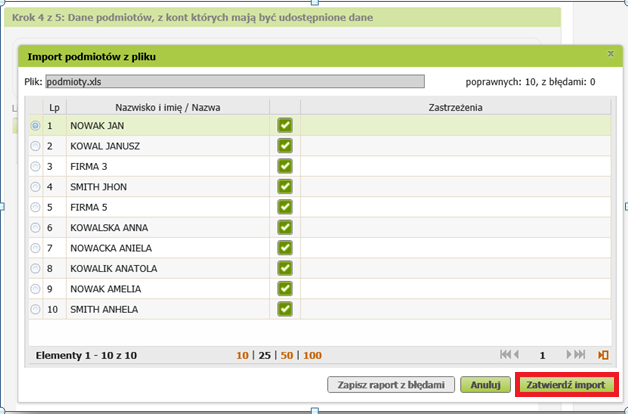 Krok 4 z 5: Dane podmiotów, z kont których mają być udostępnione dane
Import podmiotów z pliku
Plik: podmioty.xls poprawnych: 10, z błędami: 0
Lp Nazwisko i imię / Nazwa Zastrzeżenia
1 NOWAK JAN
2 KOWAL JANUSZ
3 FIRMA 3
4 SMITH JHON
5 FIRMA 5
6 KOWALSKA ANNA
7 NOWACKA ANIELA
8 KOWALIK ANATOLA
9 NOWAK AMELIA
10 SMITH ANHELA
Elementy 1 - 10 z 10 10 | 25 | 50 | 100 1
Zapisz raport z błędami Anuluj Zatwierdź import